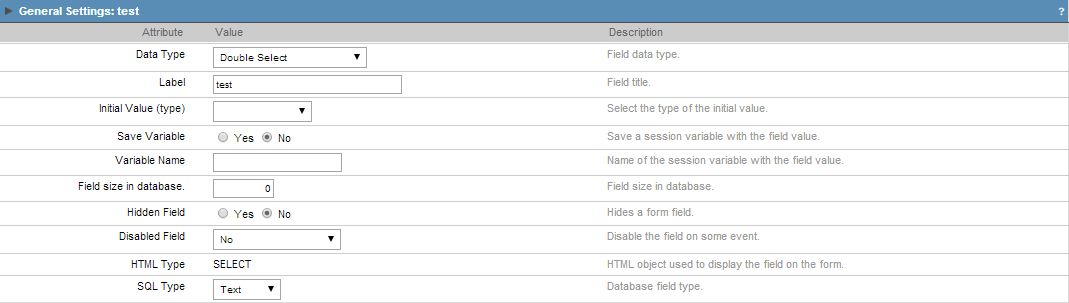 General Settings: test ?
Attribute Value Description
Data Type Double Select Field data type.
Label test Field title.
Initial Value (type) Select the type of the initial value.
Save Variable Yes No Save a session variable with the field value.
Variable Name Name of the session variable with the field value.
Field size in database. 0 Field size in database.
Hidden Field Yes No Hides a form field.
Disabled Field No Disable the field on some event.
HTML Type SELECT HTML object used to display the field on the form.
SQL Type Text Database field type.